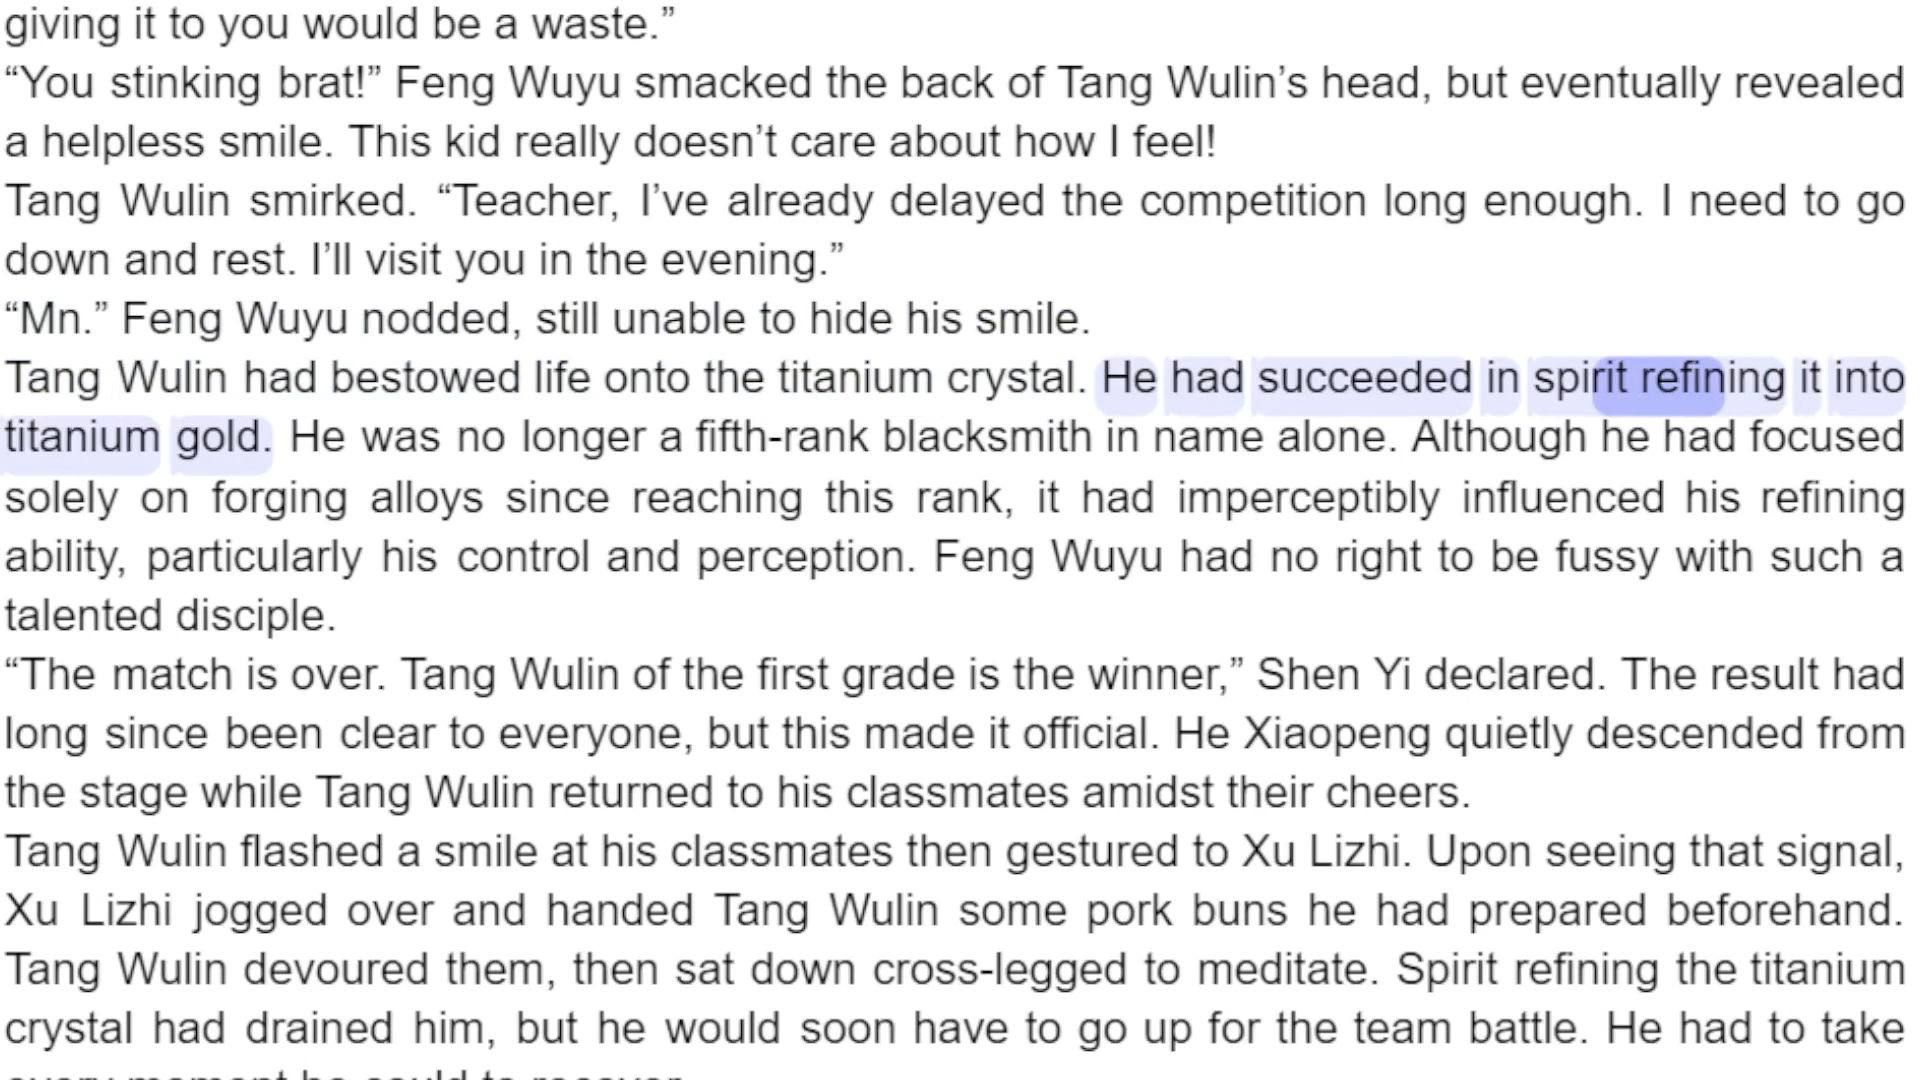 giving it to you would be a waste.”
“You stinking brat!” Feng Wuyu smacked the back of Tang Wulin’s head, but eventually revealed
a helpless smile. This kid really doesn’t care about how I feel!
Tang Wulin smirked. “Teacher, I’ve already delayed the competition long enough. I need to go
down and rest. I’ll visit you in the evening.”
“Mn.” Feng Wuyu nodded, still unable to hide his smile.
Tang Wulin had bestowed life onto the titanium crystal. He had succeeded in spirit refining it into
titanium gold. He was no longer a fifth-rank blacksmith in name alone. Although he had focused
solely on forging alloys since reaching this rank, it had imperceptibly influenced his refining
ability, particularly his control and perception. Feng Wuyu had no right to be fussy with such a
talented disciple.
“The match is over. Tang Wulin of the first grade is the winner,” Shen Yi declared. The result had
long since been clear to everyone, but this made it official. He Xiaopeng quietly descended from
the stage while Tang Wulin returned to his classmates amidst their cheers.
Tang Wulin flashed a smile at his classmates then gestured to Xu Lizhi. Upon seeing that signal,
Xu Lizhi jogged over and handed Tang Wulin some pork buns he had prepared beforehand.
Tang Wulin devoured them, then sat down cross-legged to meditate. Spirit refining the titanium
crystal had drained him, but he would soon have to go up for the team battle. He had to take
every moment he could to recover.